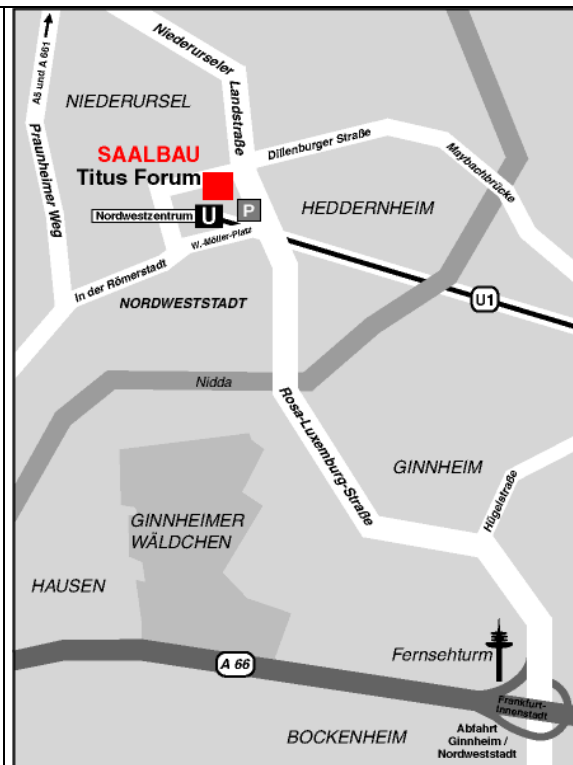 A5 und A 661
Niederurseler
Landstraße
NIEDERURSEL
Praunheimer Weg
Dillenburger Straße
Maybachbrücke
SAALBAU
Titus Forum
HEDDERNHEIM
Nordwestzentrum
U
P
W.-Möller-Platz
In der Römerstadt
NORDWESTSTADT
U1
Nidda
Rosa-Luxemburg-Straße
GINNHEIM
Hügelstraße
GINNHEIMER
WÄLDCHEN
HAUSEN
Fernsehturm
A 66
Frankfurt-
Innenstadt
BOCKENHEIM
Abfahrt
Ginnheim /
Nordweststadt